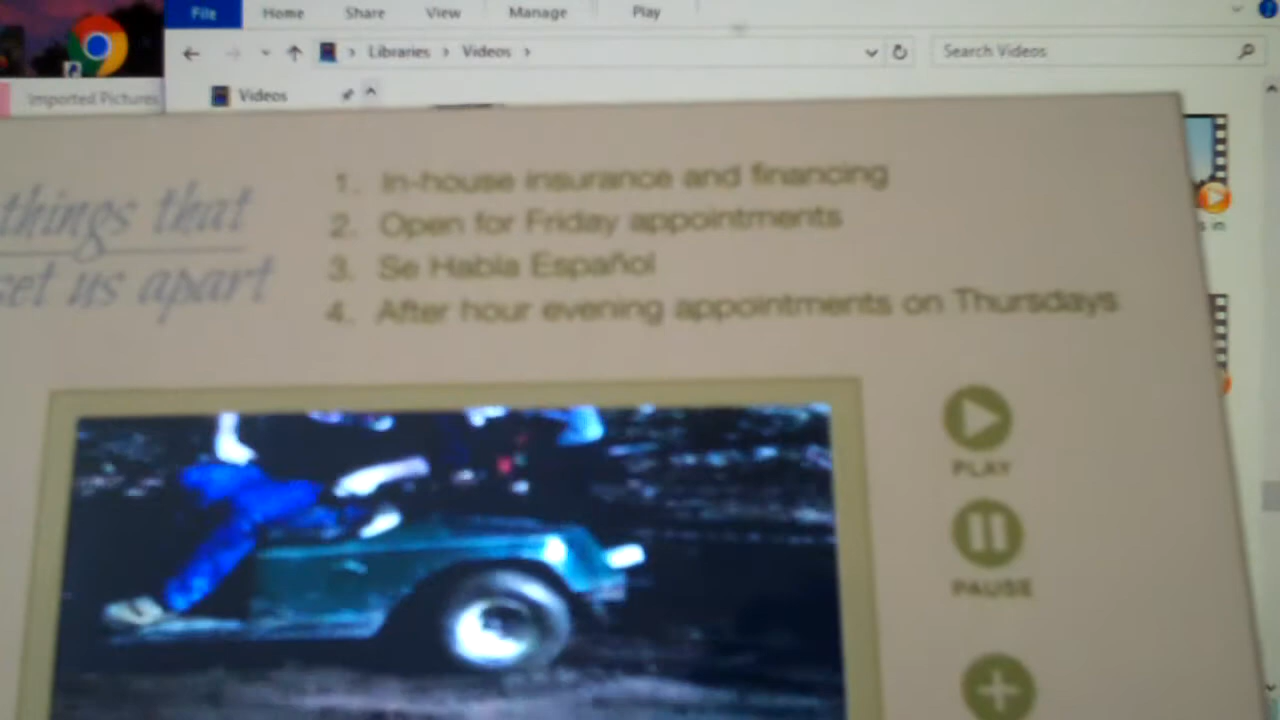 File Home Share View Manage Play
Libraries Videos Search Videos
Imported Pictures Videos
things that
set us apart
1. In-house insurance and financing
2. Open for Friday appointments
3. Se Habla Español
4. After hour evening appointments on Thursdays
PLAY
PAUSE